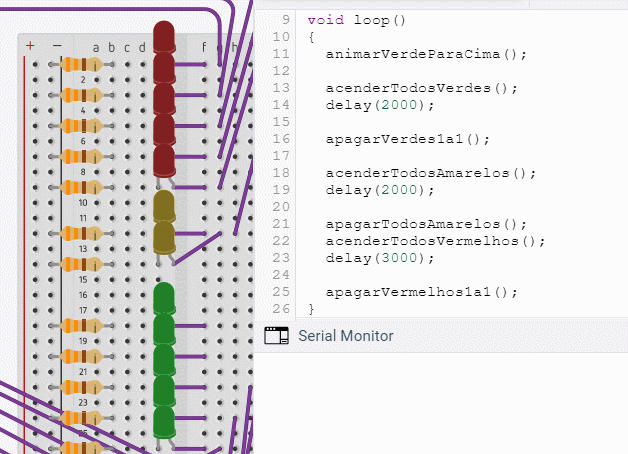 + − a b c d f g h
2
4
6
8
10
11
13
15
16
17
19
21
23
9 void loop()
10 {
11 animarVerdeParaCima();
12
13 acenderTodosVerdes();
14 delay(2000);
15
16 apagarVerdes1a1();
17
18 acenderTodosAmarelos();
19 delay(2000);
20
21 apagarTodosAmarelos();
22 acenderTodosVermelhos();
23 delay(3000);
24
25 apagarVermelhos1a1();
26 }
Serial Monitor